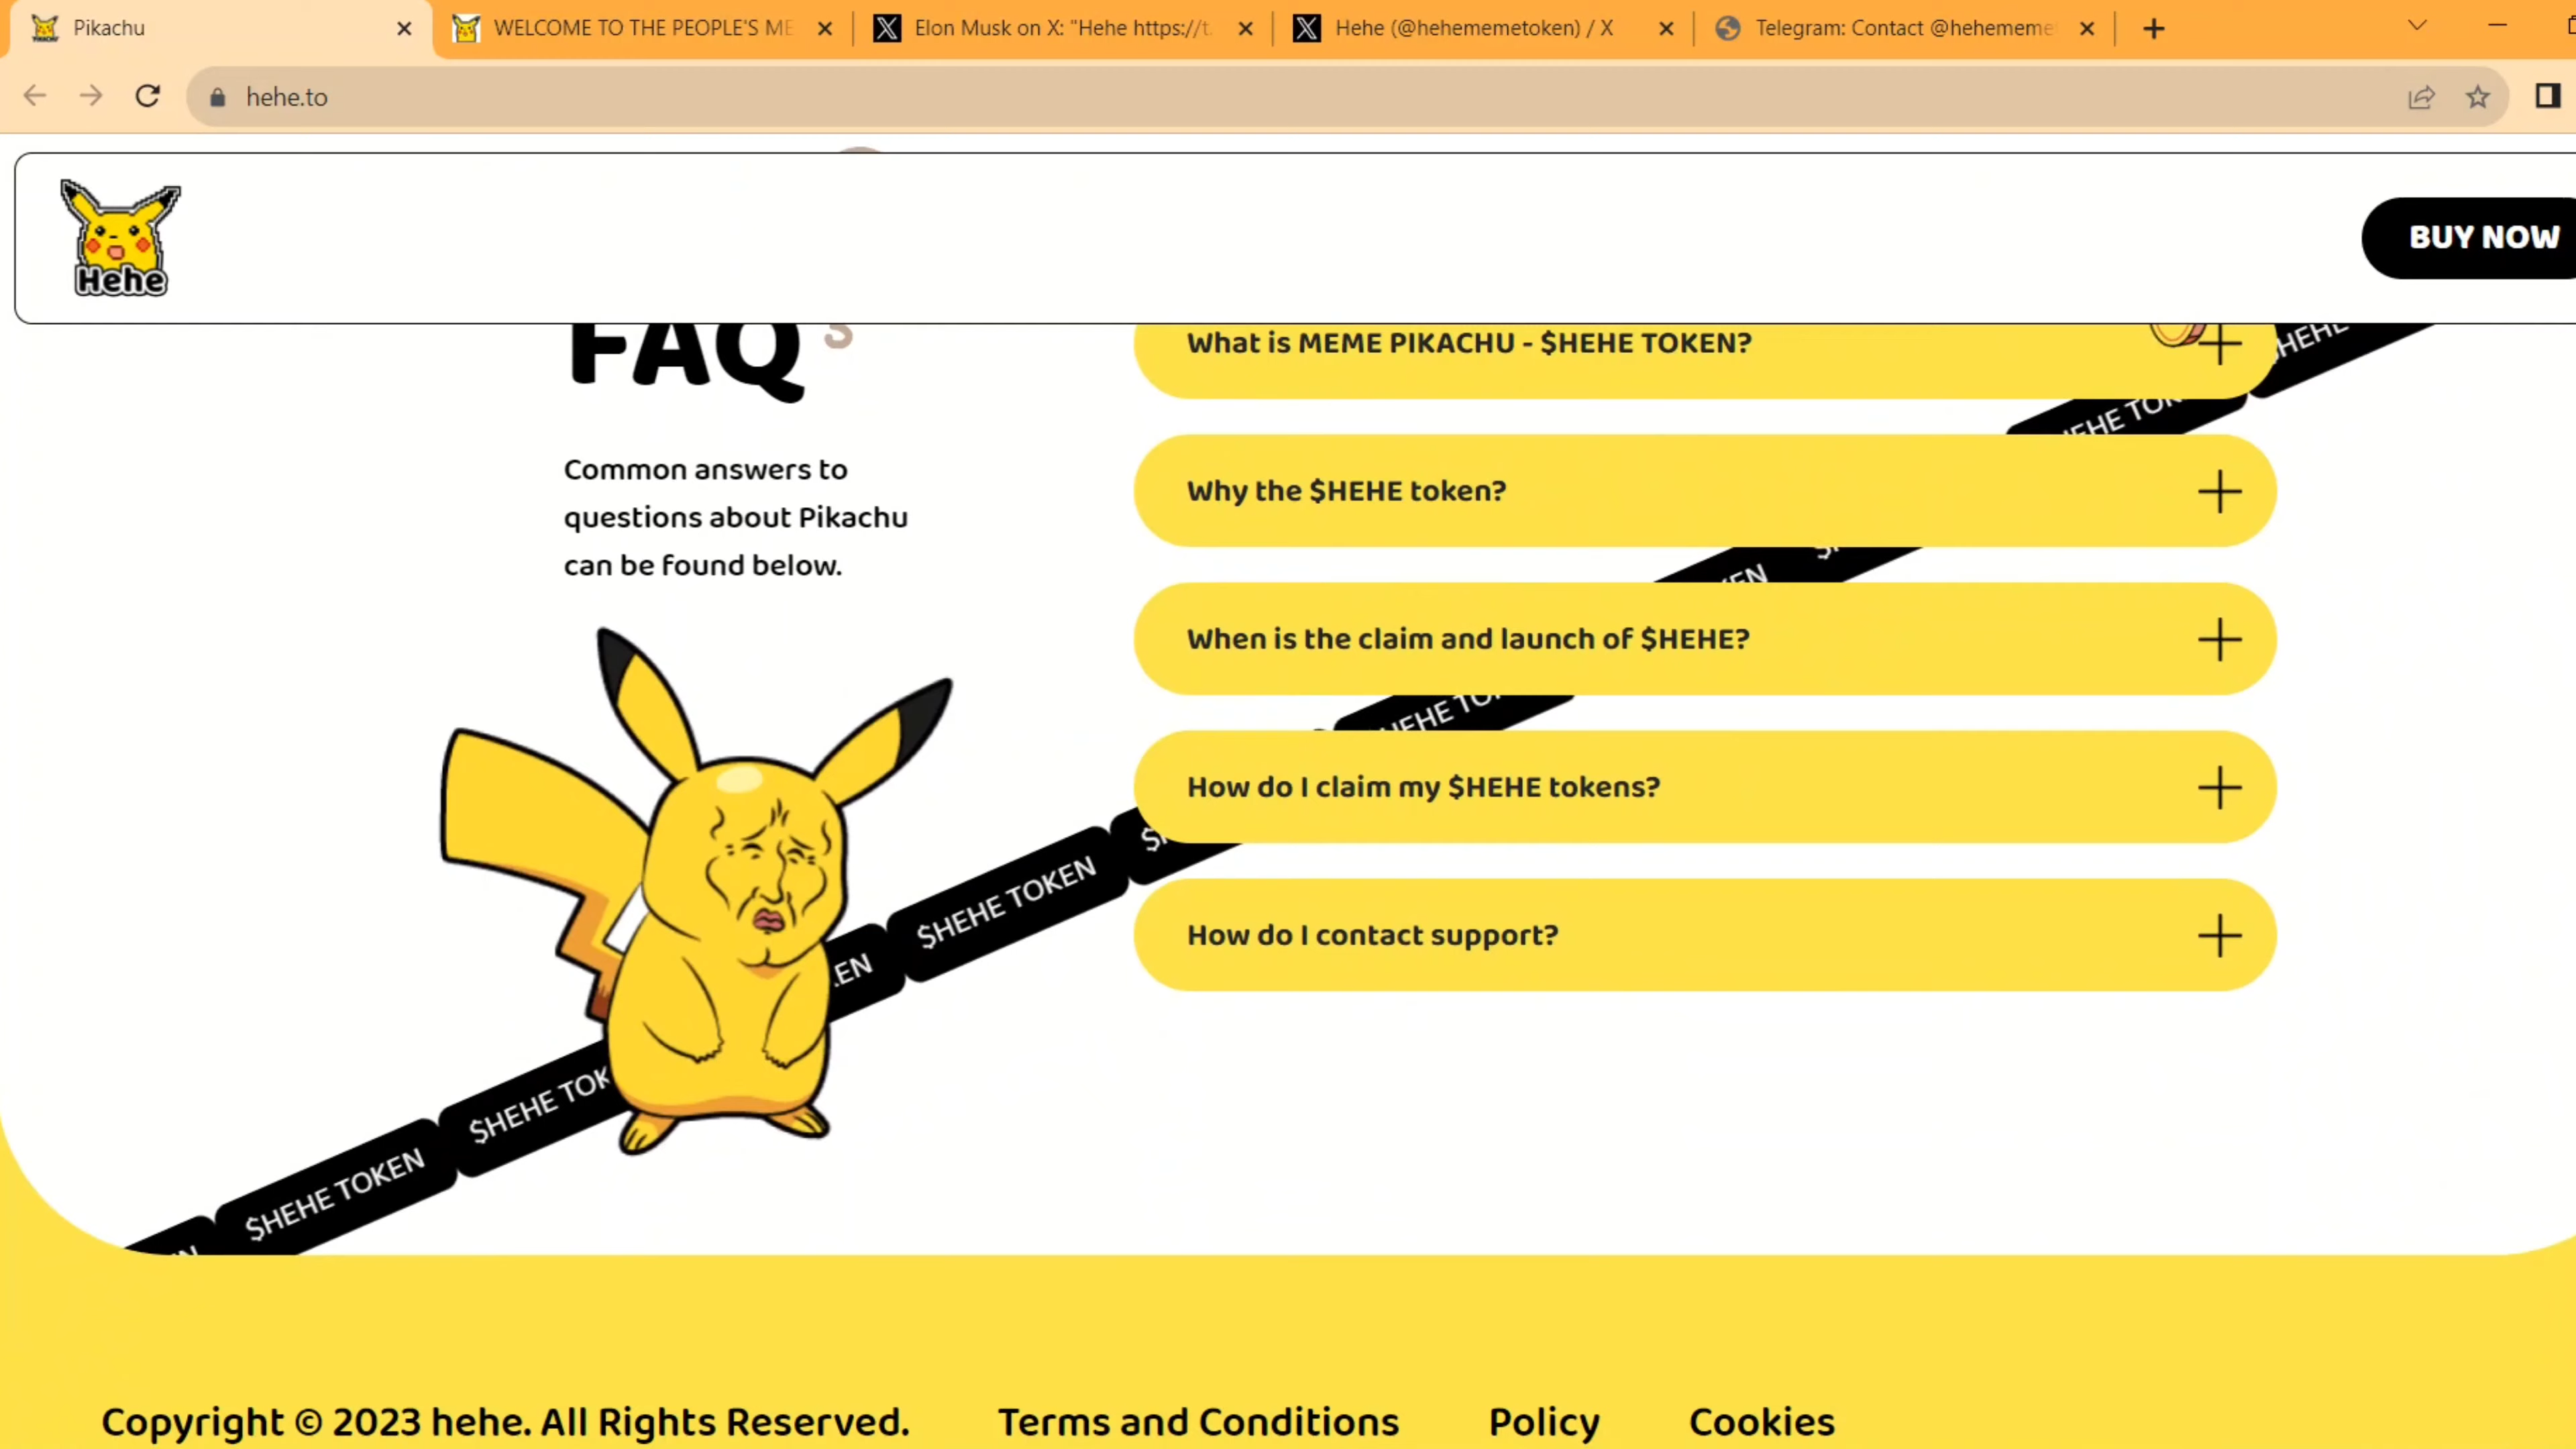 Pikachu
WELCOME TO THE PEOPLE'S ME
Elon Musk on X: "Hehe https://t.
Hehe (@hehememetoken) / X
Telegram: Contact @hehememe
hehe.to
Hehe
BUY NOW
FAQ s
Common answers to
questions about Pikachu
can be found below.
What is MEME PIKACHU - $HEHE TOKEN?
Why the $HEHE token?
When is the claim and launch of $HEHE?
How do I claim my $HEHE tokens?
How do I contact support?
$HEHE TOKEN
$HEHE TOK
$HEHE TOKEN
Copyright © 2023 hehe. All Rights Reserved.
Terms and Conditions
Policy
Cookies